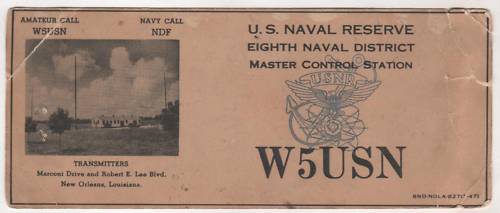 AMATEUR CALL
W5USN
NAVY CALL
NDF
TRANSMITTERS
Marconi Drive and Robert E. Lee Blvd.
New Orleans, Louisiana.
U.S. NAVAL RESERVE
EIGHTH NAVAL DISTRICT
MASTER CONTROL STATION
USNR
W5USN